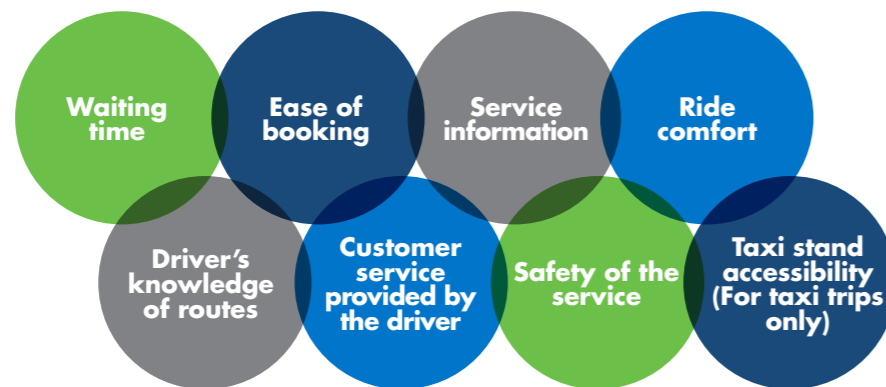 Waiting
time
Ease of
booking
Service
information
Ride
comfort
Driver’s
knowledge
of routes
Customer
service
provided by
the driver
Safety of the
service
Taxi stand
accessibility
(For taxi trips
only)